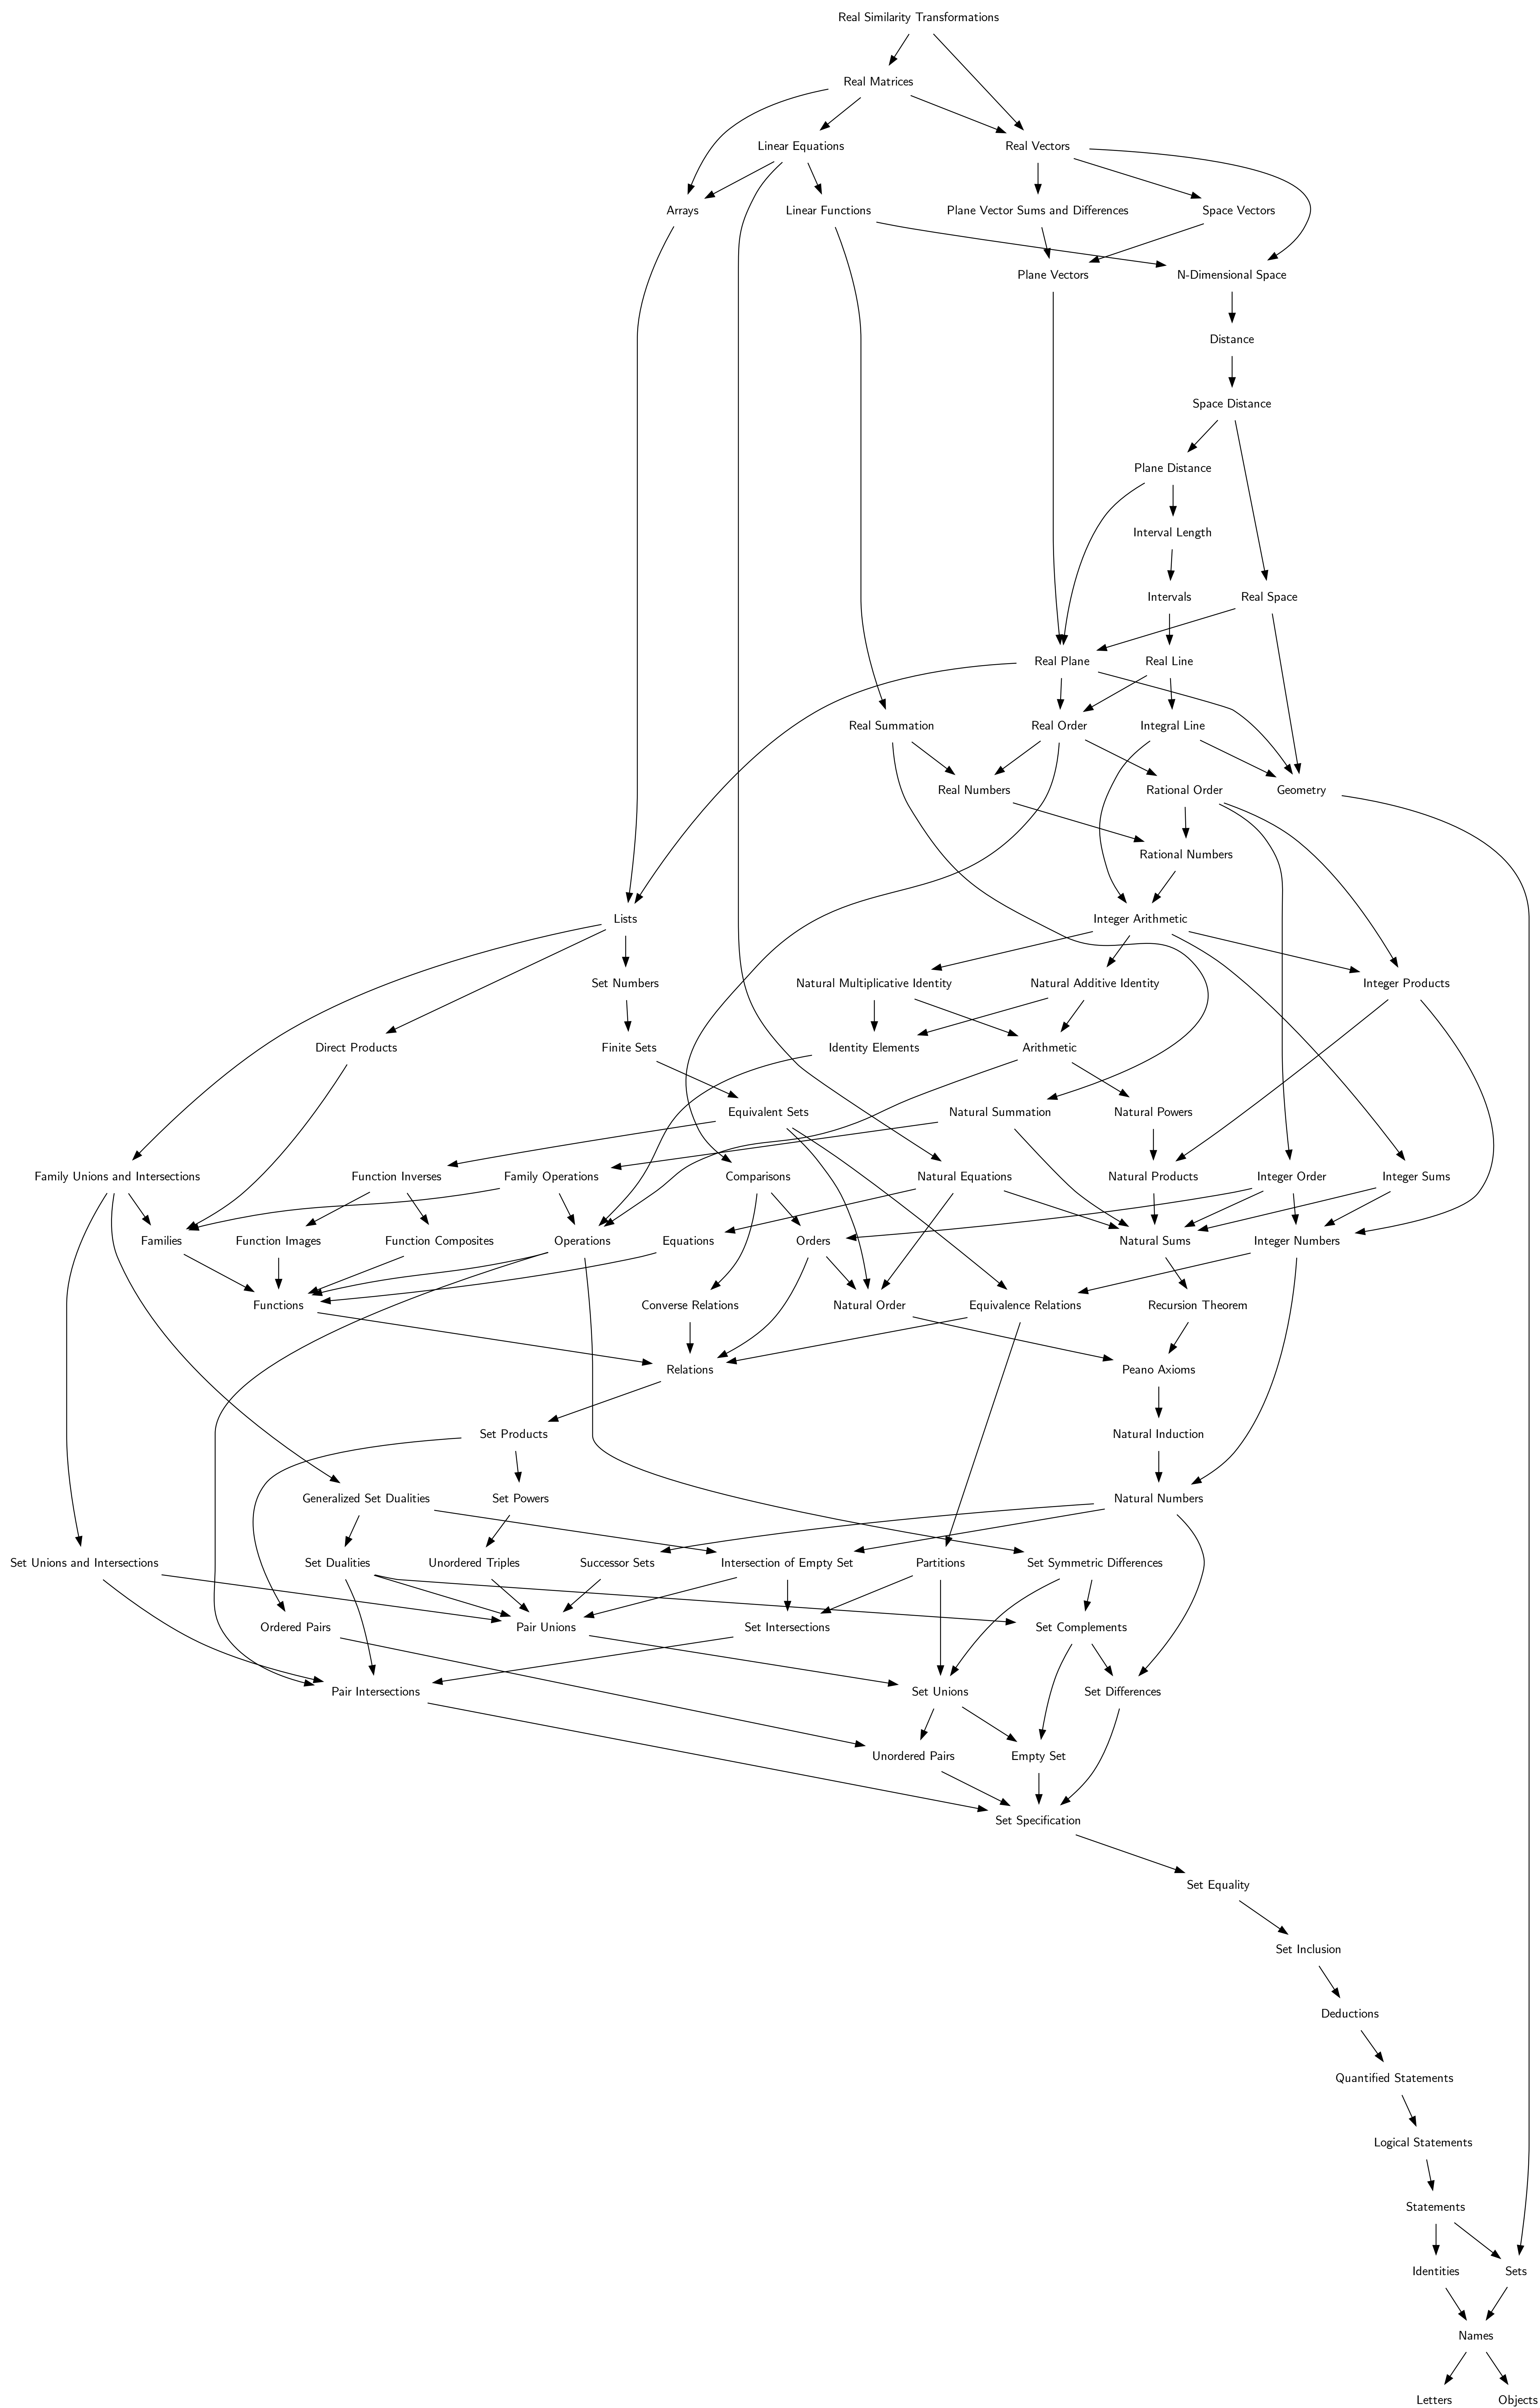 Real Similarity Transformations
Real Matrices
Linear Equations
Real Vectors
Arrays
Linear Functions
Plane Vector Sums and Differences
Space Vectors
Plane Vectors
N-Dimensional Space
Distance
Space Distance
Plane Distance
Interval Length
Intervals
Real Space
Real Plane
Real Line
Real Summation
Real Order
Integral Line
Real Numbers
Rational Order
Geometry
Rational Numbers
Lists
Integer Arithmetic
Set Numbers
Natural Multiplicative Identity
Natural Additive Identity
Integer Products
Direct Products
Finite Sets
Identity Elements
Arithmetic
Equivalent Sets
Natural Summation
Natural Powers
Family Unions and Intersections
Function Inverses
Family Operations
Comparisons
Natural Equations
Natural Products
Integer Order
Integer Sums
Families
Function Images
Function Composites
Operations
Equations
Orders
Natural Sums
Integer Numbers
Functions
Converse Relations
Natural Order
Equivalence Relations
Recursion Theorem
Relations
Peano Axioms
Set Products
Natural Induction
Generalized Set Dualities
Set Powers
Natural Numbers
Set Unions and Intersections
Set Dualities
Unordered Triples
Successor Sets
Intersection of Empty Set
Partitions
Set Symmetric Differences
Ordered Pairs
Pair Unions
Set Intersections
Set Complements
Pair Intersections
Set Unions
Set Differences
Unordered Pairs
Empty Set
Set Specification
Set Equality
Set Inclusion
Deductions
Quantified Statements
Logical Statements
Statements
Identities
Sets
Names
Letters
Objects